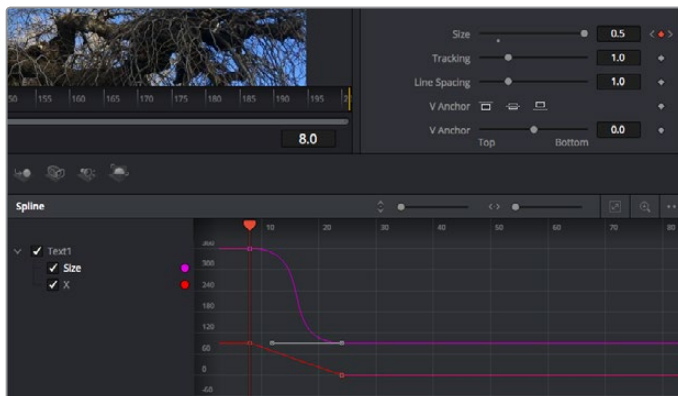 Size 0.5
Tracking 1.0
Line Spacing 1.0
V Anchor
V Anchor 0.0
Top Bottom
50 155 160 165 170 175 180 185 190 195
8.0
Spline
10 20 30 40 50 60 70 80
Text1
Size
X
360
300
240
180
120
60
0
-60